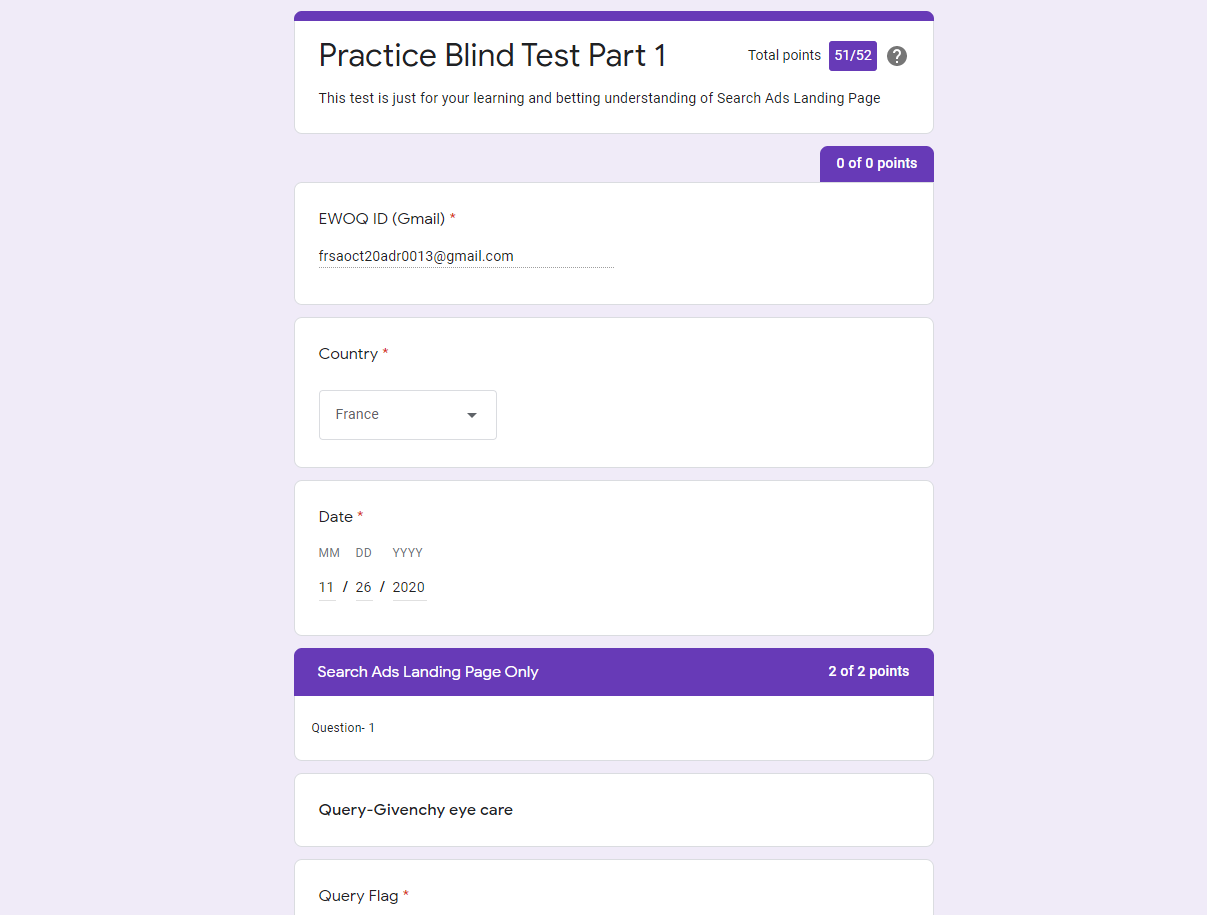 Practice Blind Test Part 1
Total points 51/52 ?
This test is just for your learning and betting understanding of Search Ads Landing Page
0 of 0 points
EWOQ ID (Gmail) *
frsaoct20adr0013@gmail.com
Country *
France
Date *
MM DD YYYY
11 / 26 / 2020
Search Ads Landing Page Only 2 of 2 points
Question- 1
Query-Givenchy eye care
Query Flag *